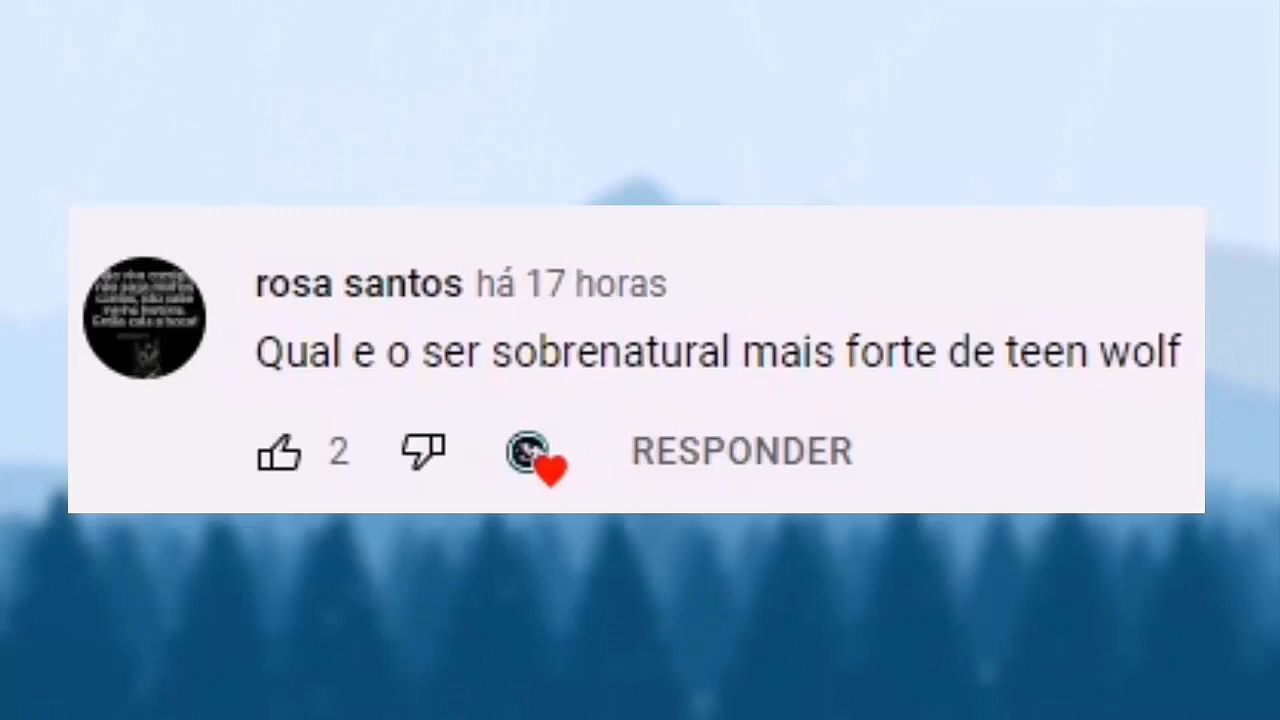 rosa santos há 17 horas
Qual e o ser sobrenatural mais forte de teen wolf
2 RESPONDER